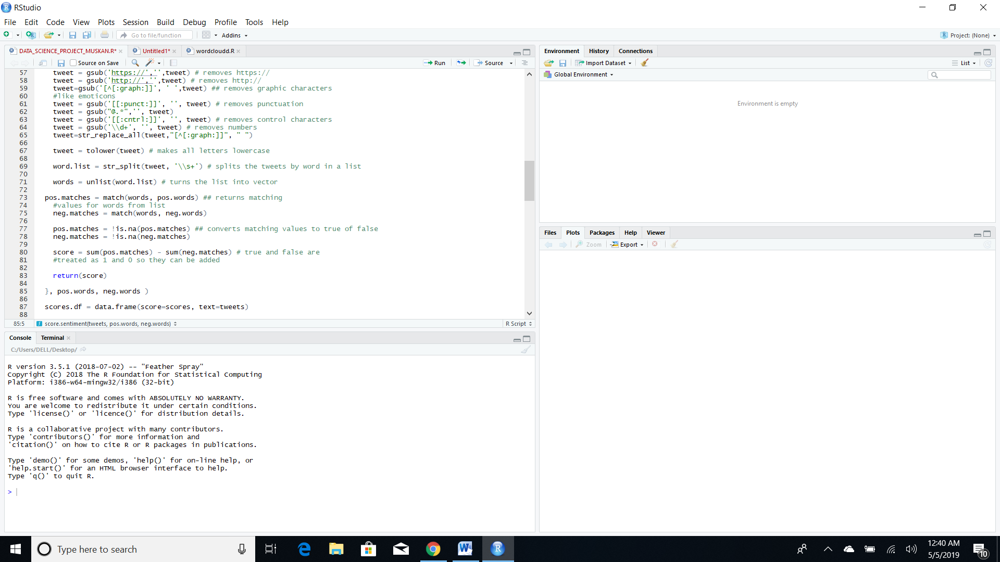 RStudio
File Edit Code View Plots Session Build Debug Profile Tools Help
Go to file/function Addins Project: (None)
DATA_SCIENCE_PROJECT_MUSKAN.R* Untitled1* wordcloudd.R
Source on Save Run Source
57 tweet = gsub('https://','',tweet) # removes https://
58 tweet = gsub('http://','',tweet) # removes http://
59 tweet=gsub('[^[:graph:]]', ' ',tweet) ## removes graphic characters
60 #like emoticons
61 tweet = gsub('[[:punct:]]', '', tweet) # removes punctuation
62 tweet = gsub("@.*",'', tweet)
63 tweet = gsub('[[:cntrl:]]', '', tweet) # removes control characters
64 tweet = gsub('\\d+', '', tweet) # removes numbers
65 tweet=str_replace_all(tweet,"[^[:graph:]]", " ")
66
67 tweet = tolower(tweet) # makes all letters lowercase
68
69 word.list = str_split(tweet, '\\s+') # splits the tweets by word in a list
70
71 words = unlist(word.list) # turns the list into vector
72
73 pos.matches = match(words, pos.words) ## returns matching
74 #values for words from list
75 neg.matches = match(words, neg.words)
76
77 pos.matches = !is.na(pos.matches) ## converts matching values to true of false
78 neg.matches = !is.na(neg.matches)
79
80 score = sum(pos.matches) - sum(neg.matches) # true and false are
81 #treated as 1 and 0 so they can be added
82
83 return(score)
84
85 }, pos.words, neg.words )
86
87 scores.df = data.frame(score=scores, text=tweets)
88
85:5 score.sentiment(tweets, pos.words, neg.words) R Script
Console Terminal
C:/Users/DELL/Desktop/
R version 3.5.1 (2018-07-02) -- "Feather Spray"
Copyright (C) 2018 The R Foundation for Statistical Computing
Platform: i386-w64-mingw32/i386 (32-bit)
R is free software and comes with ABSOLUTELY NO WARRANTY.
You are welcome to redistribute it under certain conditions.
Type 'license()' or 'licence()' for distribution details.
R is a collaborative project with many contributors.
Type 'contributors()' for more information and
'citation()' on how to cite R or R packages in publications.
Type 'demo()' for some demos, 'help()' for on-line help, or
'help.start()' for an HTML browser interface to help.
Type 'q()' to quit R.
>
Environment History Connections
Import Dataset List
Global Environment
Environment is empty
Files Plots Packages Help Viewer
Zoom Export
Type here to search
12:40 AM
5/5/2019
10